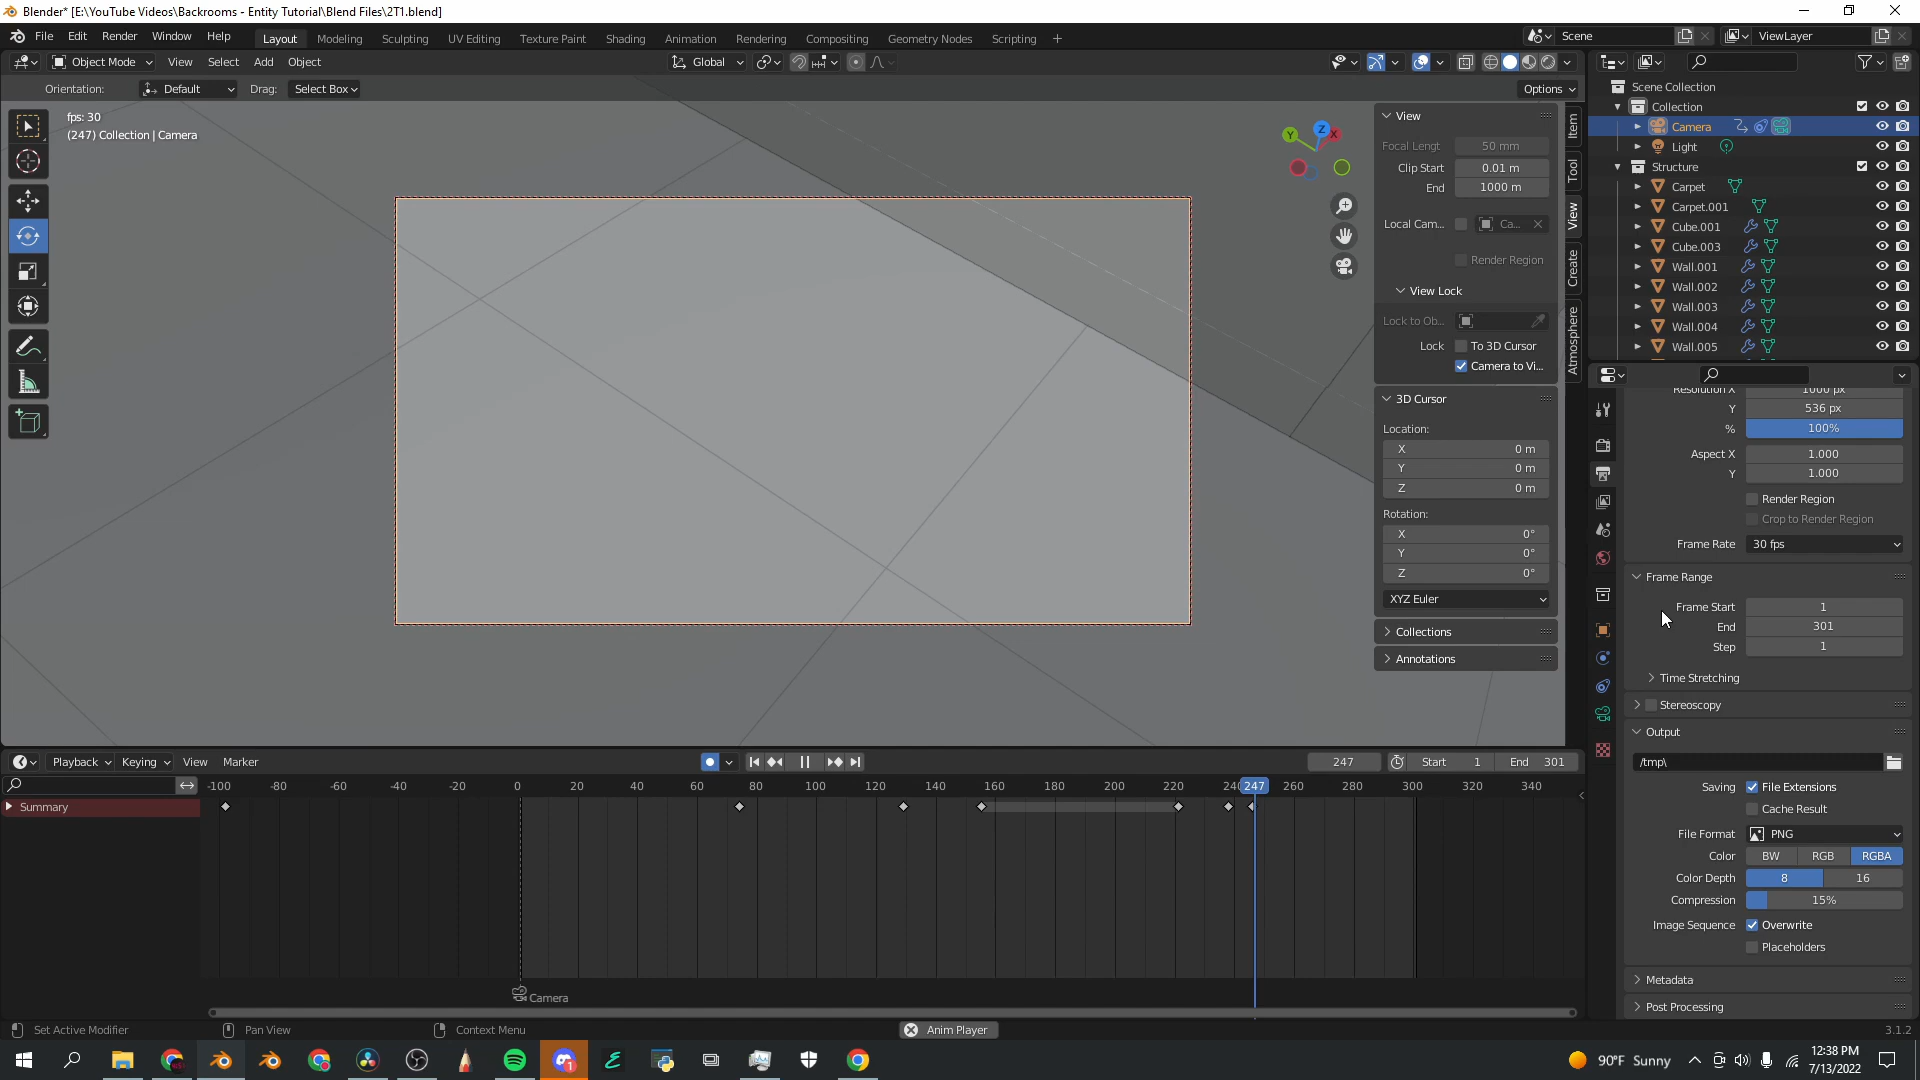 Blender* [E:\YouTube Videos\Backrooms - Entity Tutorial\Blend Files\2T1.blend]
File Edit Render Window Help Layout Modeling Sculpting UV Editing Texture Paint Shading Animation Rendering Compositing Geometry Nodes Scripting + Scene ViewLayer
Object Mode View Select Add Object Global
Orientation: Default Drag: Select Box Options
fps: 30
(247) Collection | Camera
Y Z X
View
Focal Lengt 50 mm
Clip Start 0.01 m
End 1000 m
Local Cam... Ca...
Render Region
View Lock
Lock to Ob...
Lock To 3D Cursor
Camera to Vi...
3D Cursor
Location:
X 0 m
Y 0 m
Z 0 m
Rotation:
X 0°
Y 0°
Z 0°
XYZ Euler
Collections
Annotations
Item
Tool
View
Create
Atmosphere
Scene Collection
Collection
Camera
Light
Structure
Carpet
Carpet.001
Cube.001
Cube.003
Wall.001
Wall.002
Wall.003
Wall.004
Wall.005
Resolution X 1000 px
Y 536 px
% 100%
Aspect X 1.000
Y 1.000
Render Region
Crop to Render Region
Frame Rate 30 fps
Frame Range
Frame Start 1
End 301
Step 1
Time Stretching
Stereoscopy
Output
/tmp\
Saving File Extensions
Cache Result
File Format PNG
Color BW RGB RGBA
Color Depth 8 16
Compression 15%
Image Sequence Overwrite
Placeholders
Metadata
Post Processing
Playback Keying View Marker 247 Start 1 End 301
-100 -80 -60 -40 -20 0 20 40 60 80 100 120 140 160 180 200 220 240 247 260 280 300 320 340
Summary
Camera
Set Active Modifier Pan View Context Menu Anim Player 3.1.2
90°F Sunny 12:38 PM
7/13/2022